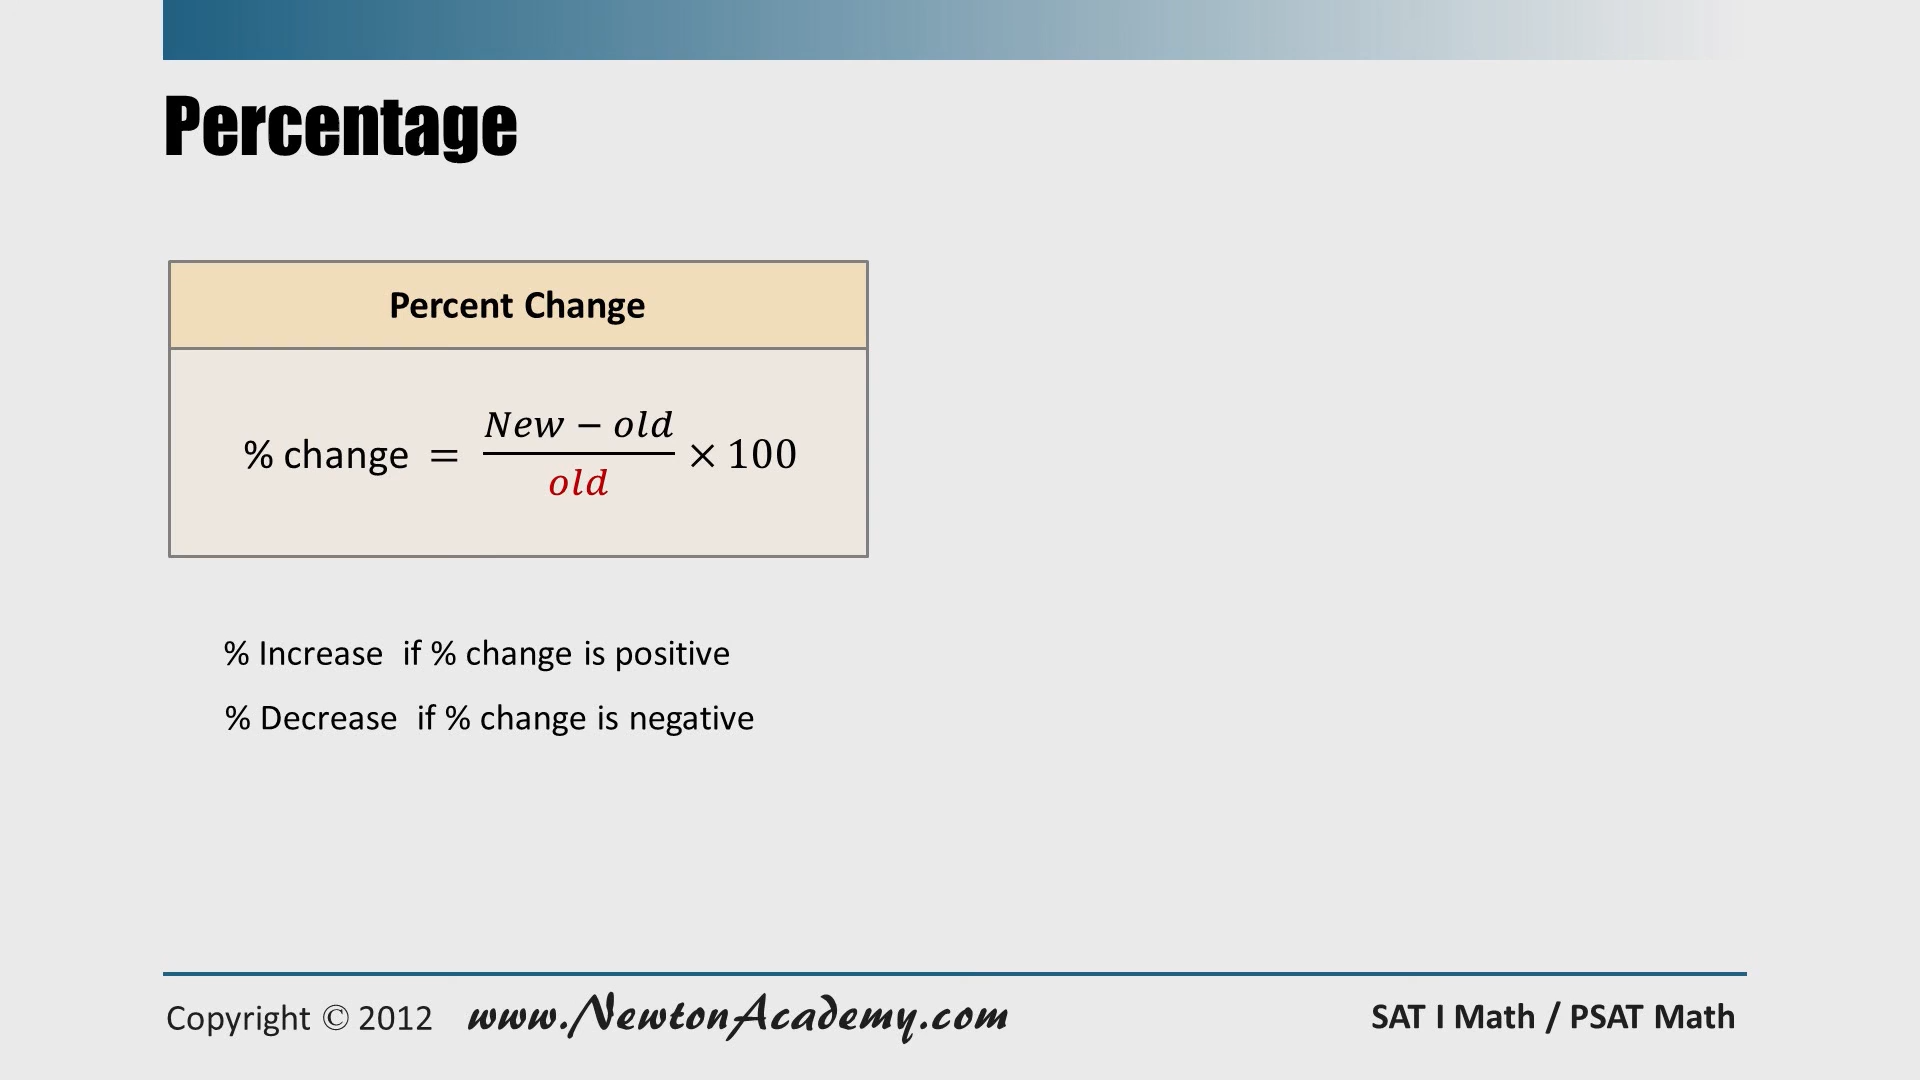 Percentage
Percent Change
% change = (New − old) / old × 100
% Increase if % change is positive
% Decrease if % change is negative
Copyright © 2012 www.NewtonAcademy.com SAT I Math / PSAT Math